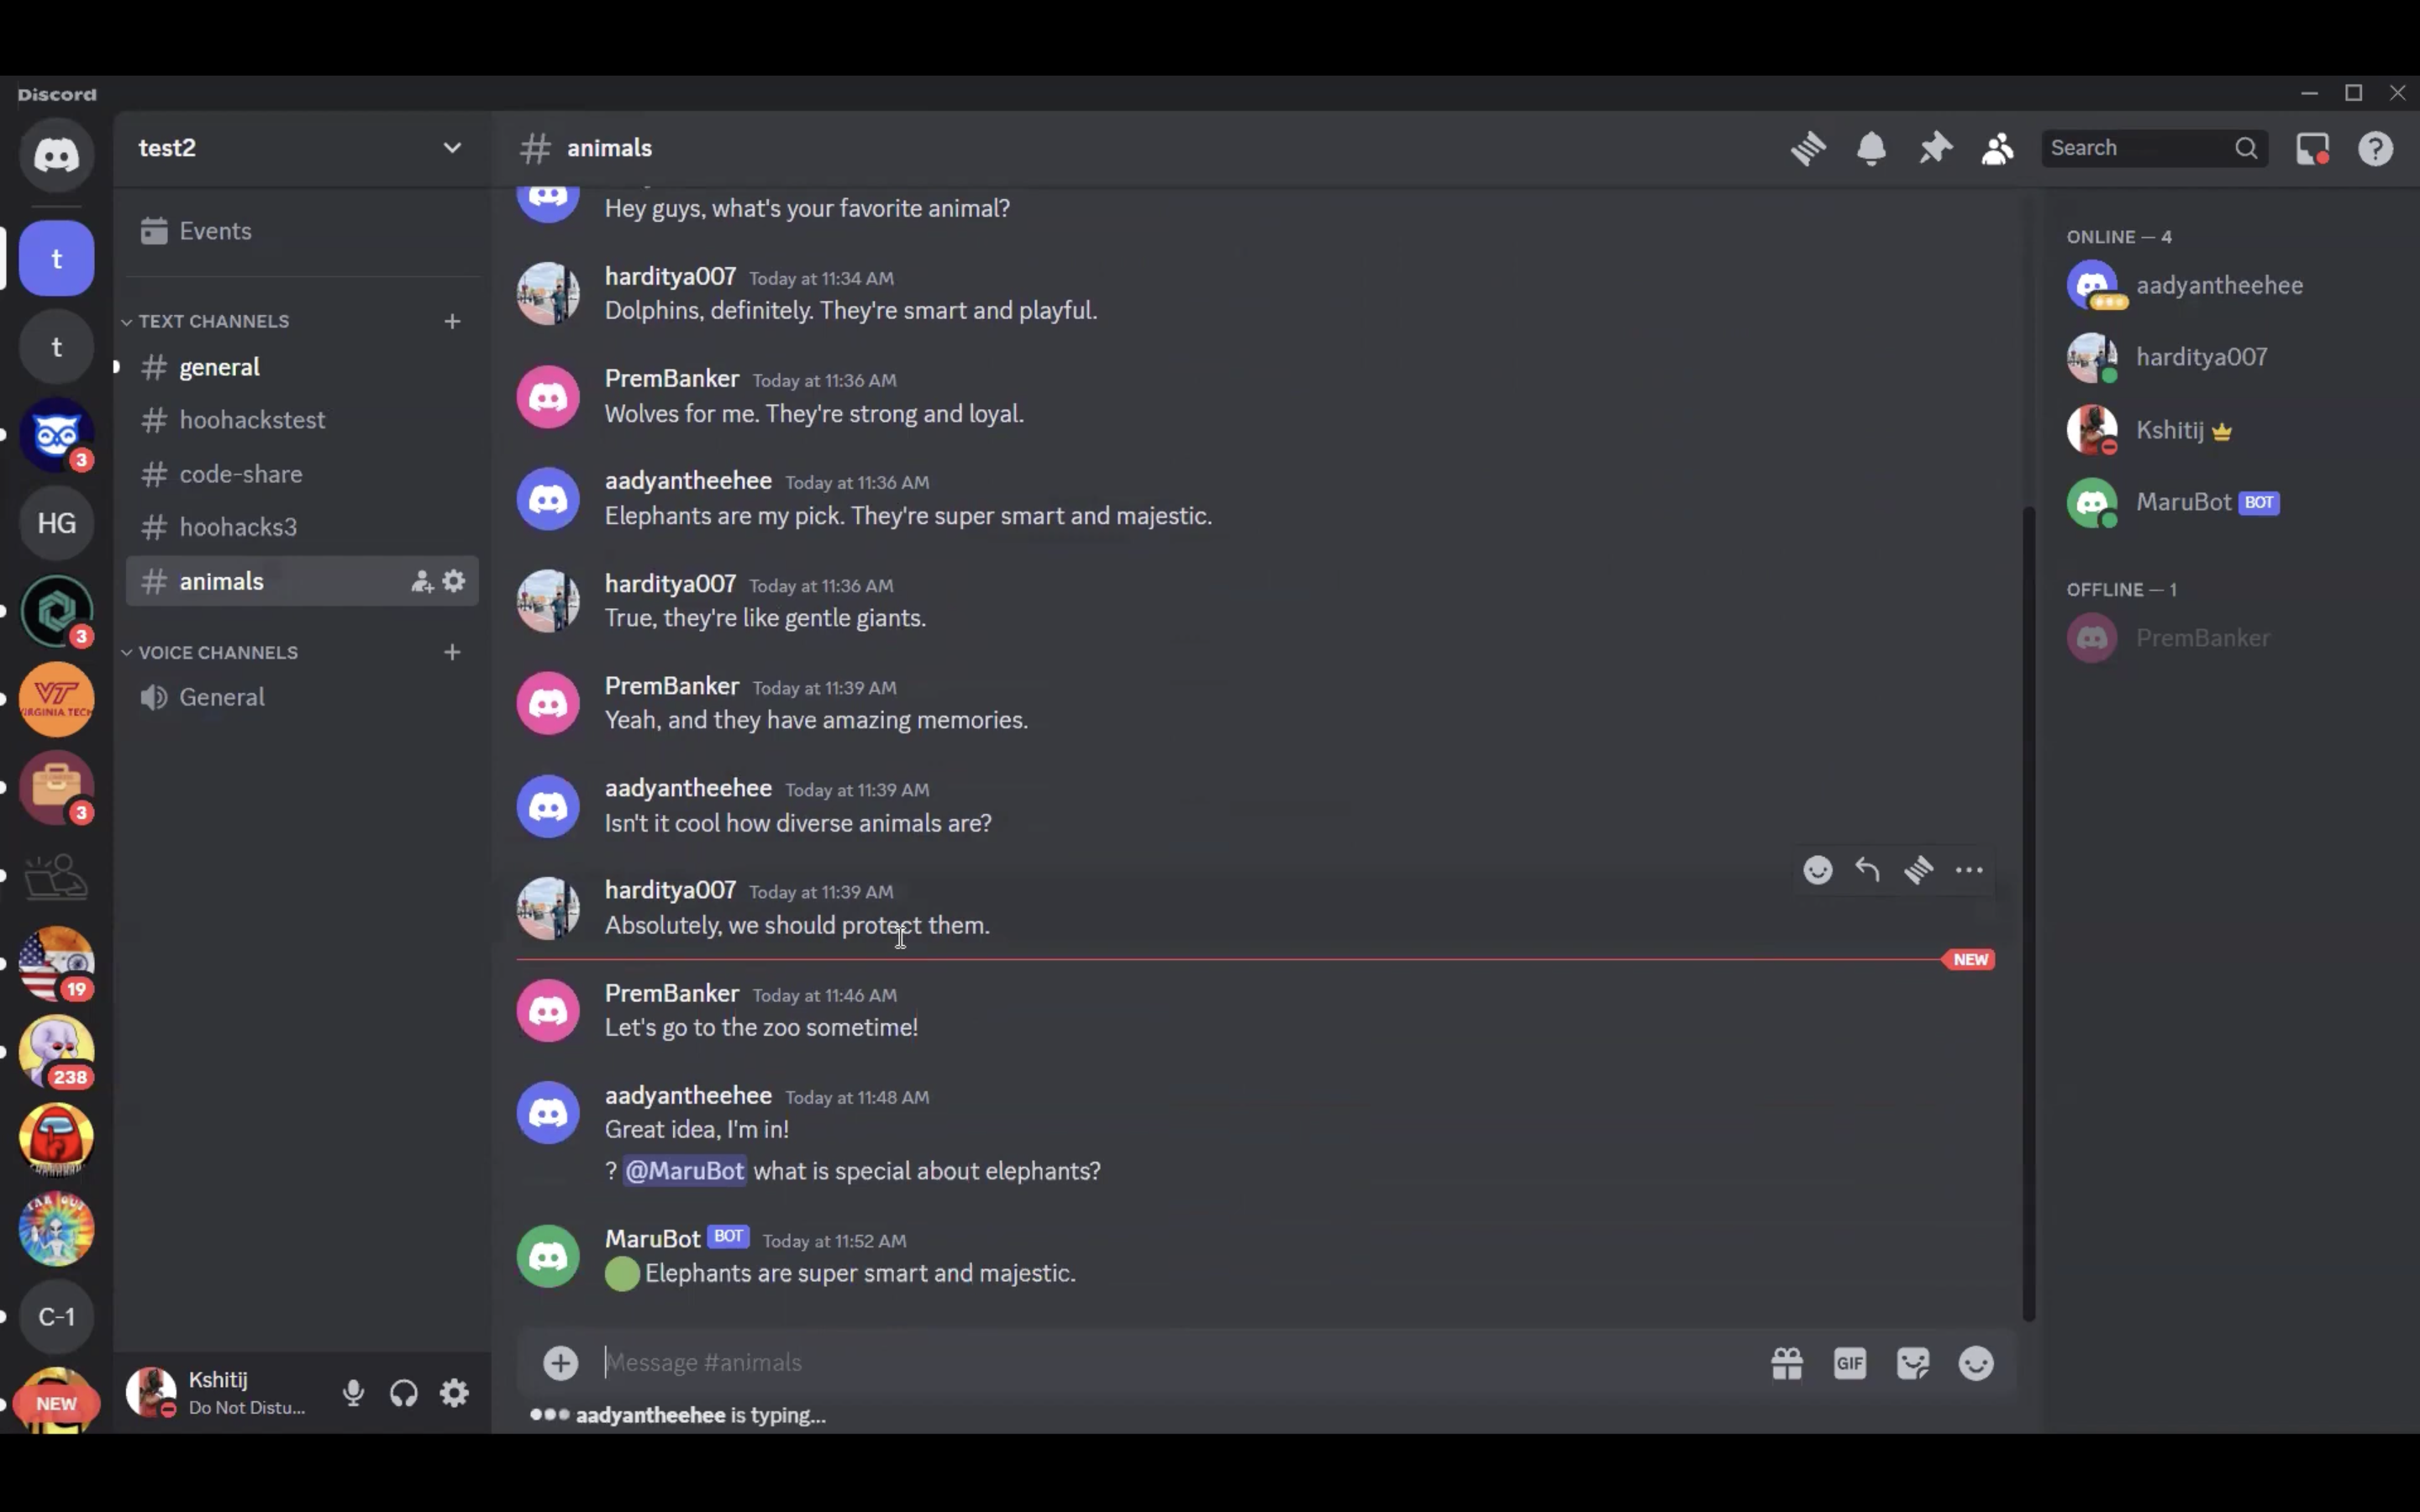 Discord
test2
Events
TEXT CHANNELS
general
hoohackstest
code-share
hoohacks3
animals
VOICE CHANNELS
General
t
t
3
HG
3
VT
VIRGINIA TECH
3
19
238
C-1
NEW
Kshitij
Do Not Distu...
# animals
Search
Hey guys, what's your favorite animal?
harditya007 Today at 11:34 AM
Dolphins, definitely. They're smart and playful.
PremBanker Today at 11:36 AM
Wolves for me. They're strong and loyal.
aadyantheehee Today at 11:36 AM
Elephants are my pick. They're super smart and majestic.
harditya007 Today at 11:36 AM
True, they're like gentle giants.
PremBanker Today at 11:39 AM
Yeah, and they have amazing memories.
aadyantheehee Today at 11:39 AM
Isn't it cool how diverse animals are?
harditya007 Today at 11:39 AM
Absolutely, we should protect them.
NEW
PremBanker Today at 11:46 AM
Let's go to the zoo sometime!
aadyantheehee Today at 11:48 AM
Great idea, I'm in!
? @MaruBot what is special about elephants?
MaruBot BOT Today at 11:52 AM
Elephants are super smart and majestic.
Message #animals
GIF
aadyantheehee is typing...
ONLINE — 4
aadyantheehee
harditya007
Kshitij
MaruBot BOT
OFFLINE — 1
PremBanker